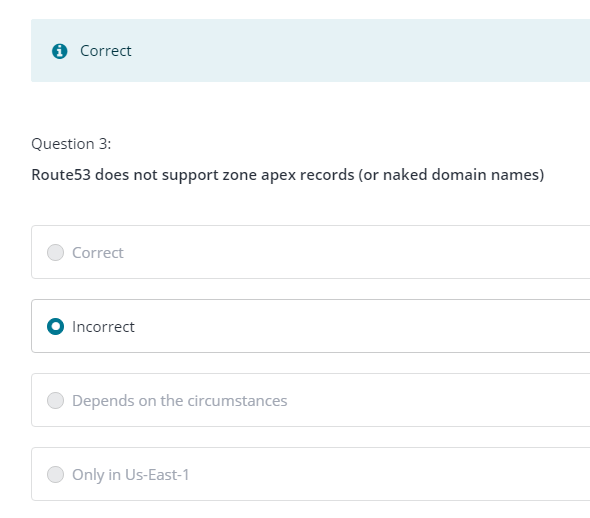 Correct
Question 3:
Route53 does not support zone apex records (or naked domain names)
Correct
Incorrect
Depends on the circumstances
Only in Us-East-1